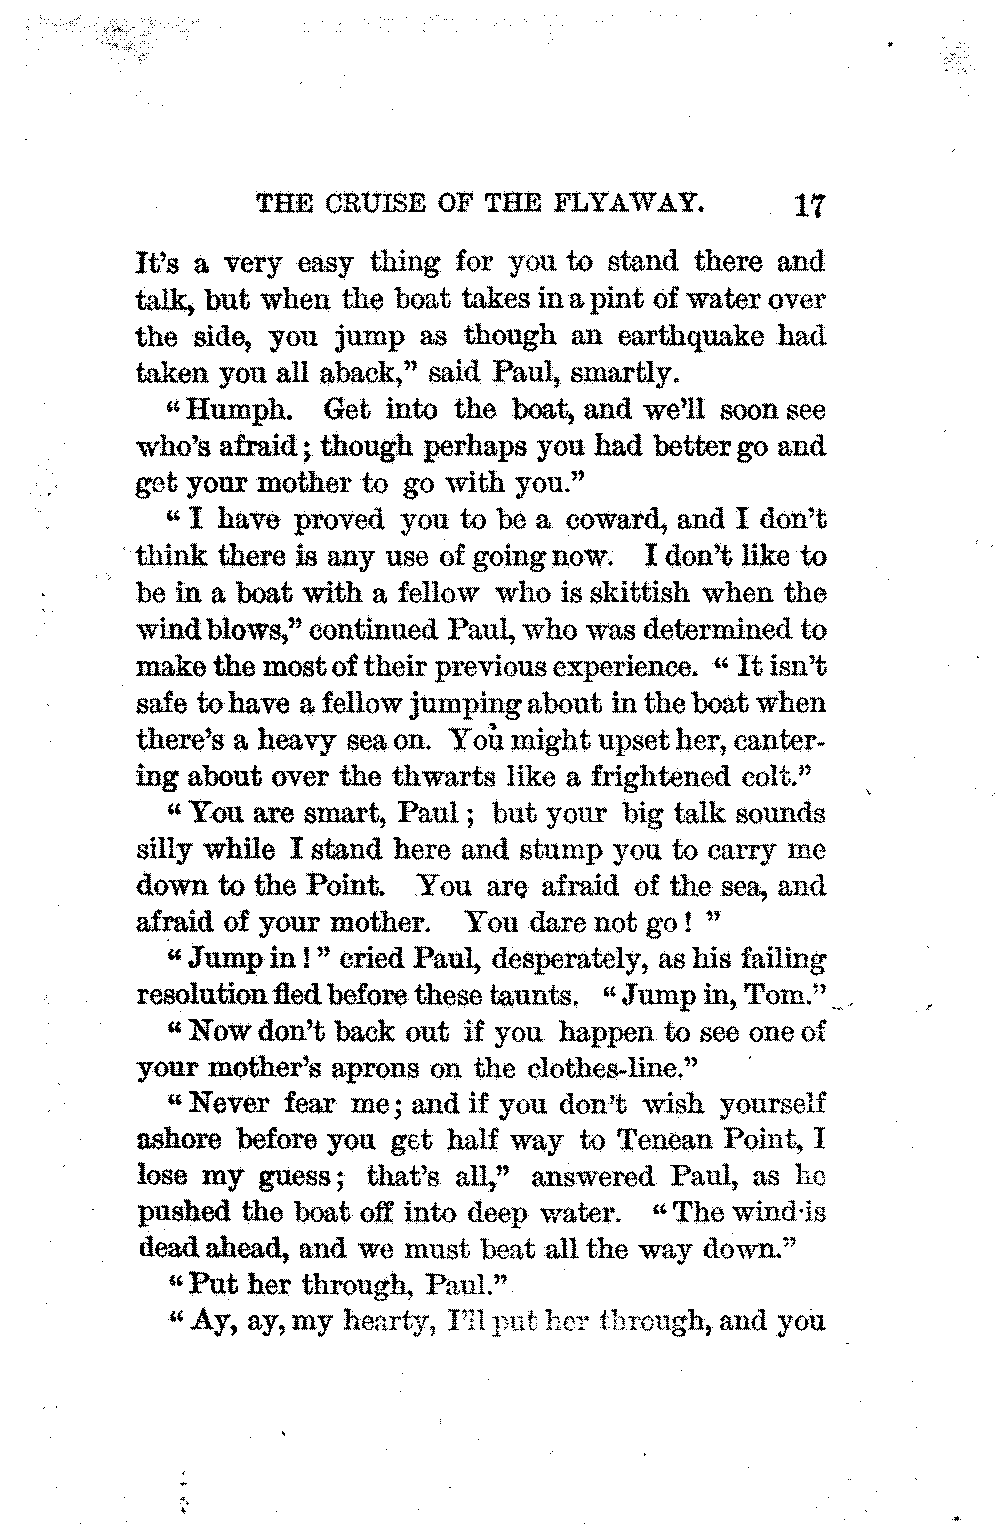 THE CRUISE OF THE FLYAWAY. 17
It's a very easy thing for you to stand there and
talk, but when the boat takes in a pint of water over
the side, you jump as though an earthquake had
taken you all aback," said Paul, smartly.
"Humph. Get into the boat, and we'll soon see
who's afraid; though perhaps you had better go and
get your mother to go with you."
"I have proved you to be a coward, and I don't
think there is any use of going now. I don't like to
be in a boat with a fellow who is skittish when the
wind blows," continued Paul, who was determined to
make the most of their previous experience. "It isn't
safe to have a fellow jumping about in the boat when
there's a heavy sea on. You might upset her, canter-
ing about over the thwarts like a frightened colt."
"You are smart, Paul; but your big talk sounds
silly while I stand here and stump you to carry me
down to the Point. You are afraid of the sea, and
afraid of your mother. You dare not go!"
"Jump in!" cried Paul, desperately, as his failing
resolution fled before these taunts. "Jump in, Tom."
"Now don't back out if you happen to see one of
your mother's aprons on the clothes-line."
"Never fear me; and if you don't wish yourself
ashore before you get half way to Tenean Point, I
lose my guess; that's all," answered Paul, as he
pushed the boat off into deep water. "The wind is
dead ahead, and we must beat all the way down."
"Put her through, Paul."
"Ay, ay, my hearty, I'll put her through, and you